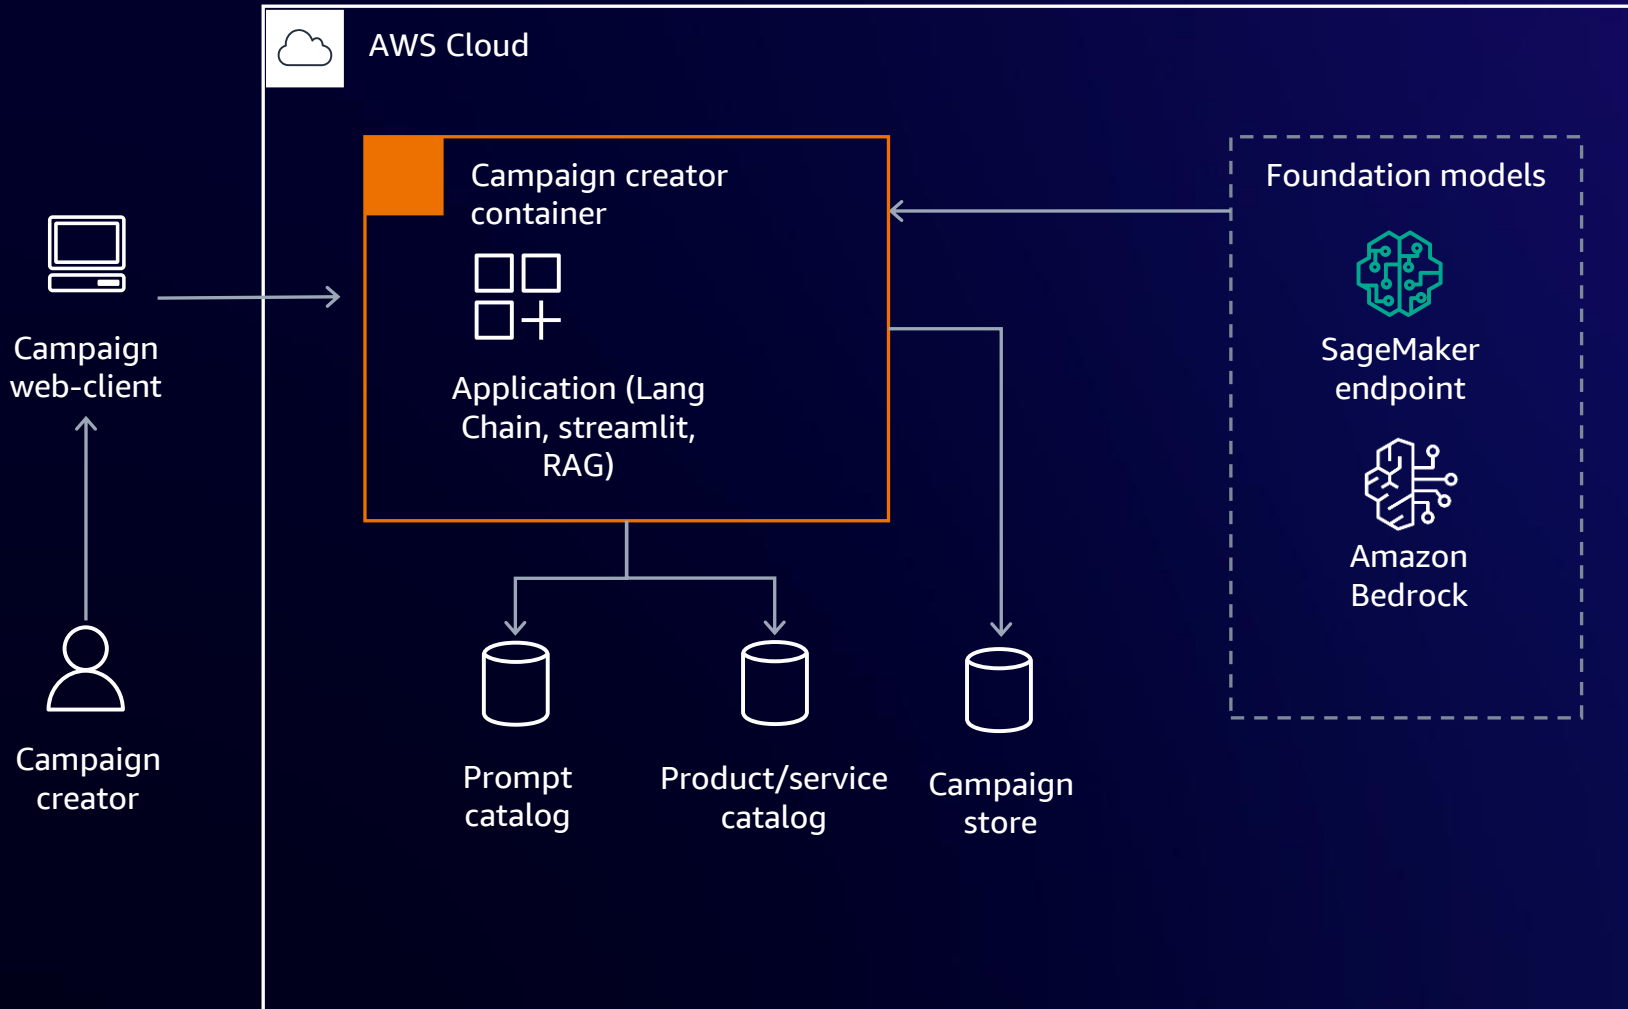 AWS Cloud
Campaign creator
container
Foundation models
Application (Lang
Chain, streamlit,
RAG)
Campaign
web-client
SageMaker
endpoint
Amazon
Bedrock
Campaign
creator
Prompt
catalog
Product/service
catalog
Campaign
store